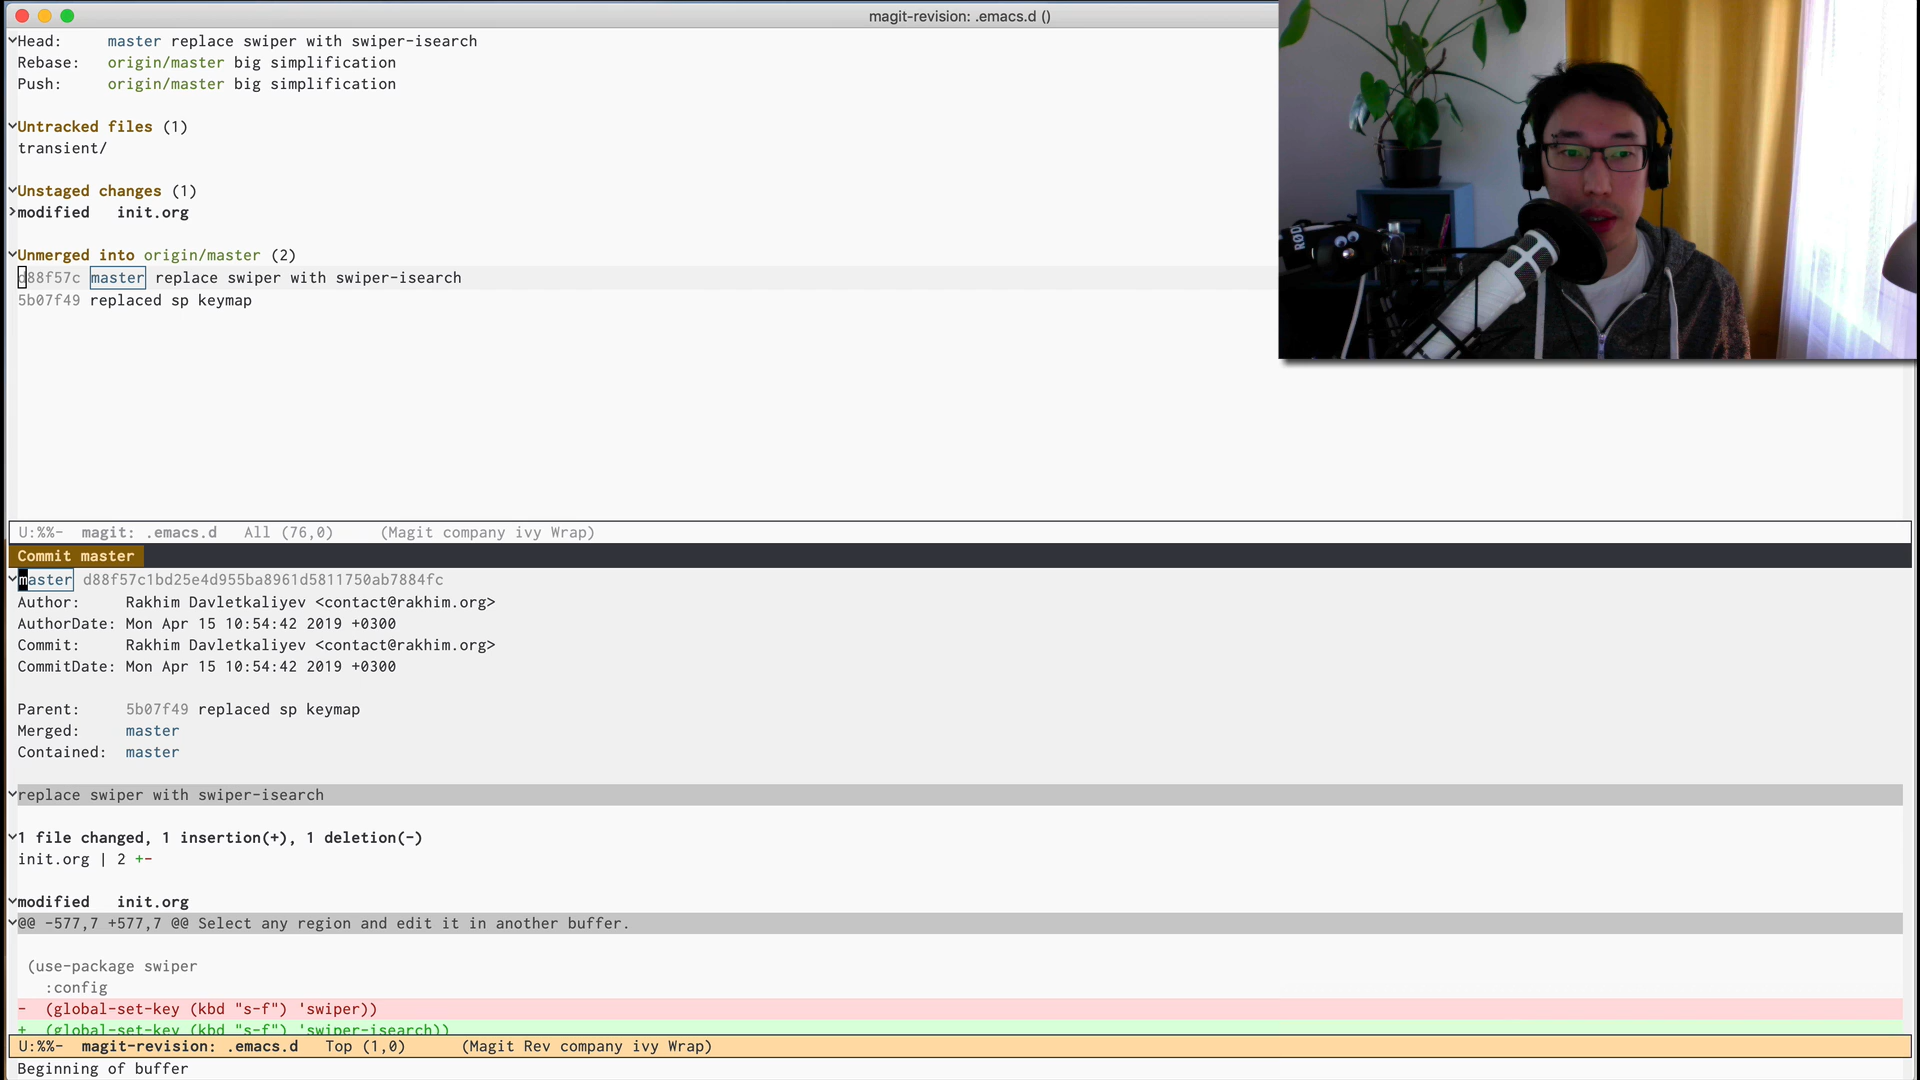 magit-revision: .emacs.d ()
Head: master replace swiper with swiper-isearch
Rebase: origin/master big simplification
Push: origin/master big simplification
Untracked files (1)
transient/
Unstaged changes (1)
modified init.org
Unmerged into origin/master (2)
d88f57c master replace swiper with swiper-isearch
5b07f49 replaced sp keymap
U:%%- magit: .emacs.d All (76,0) (Magit company ivy Wrap)
Commit master
master d88f57c1bd25e4d955ba8961d5811750ab7884fc
Author: Rakhim Davletkaliyev <contact@rakhim.org>
AuthorDate: Mon Apr 15 10:54:42 2019 +0300
Commit: Rakhim Davletkaliyev <contact@rakhim.org>
CommitDate: Mon Apr 15 10:54:42 2019 +0300
Parent: 5b07f49 replaced sp keymap
Merged: master
Contained: master
replace swiper with swiper-isearch
1 file changed, 1 insertion(+), 1 deletion(-)
init.org | 2 +-
modified init.org
@@ -577,7 +577,7 @@ Select any region and edit it in another buffer.
(use-package swiper
:config
- (global-set-key (kbd "s-f") 'swiper))
+ (global-set-key (kbd "s-f") 'swiper-isearch))
U:%%- magit-revision: .emacs.d Top (1,0) (Magit Rev company ivy Wrap)
Beginning of buffer
RØDE